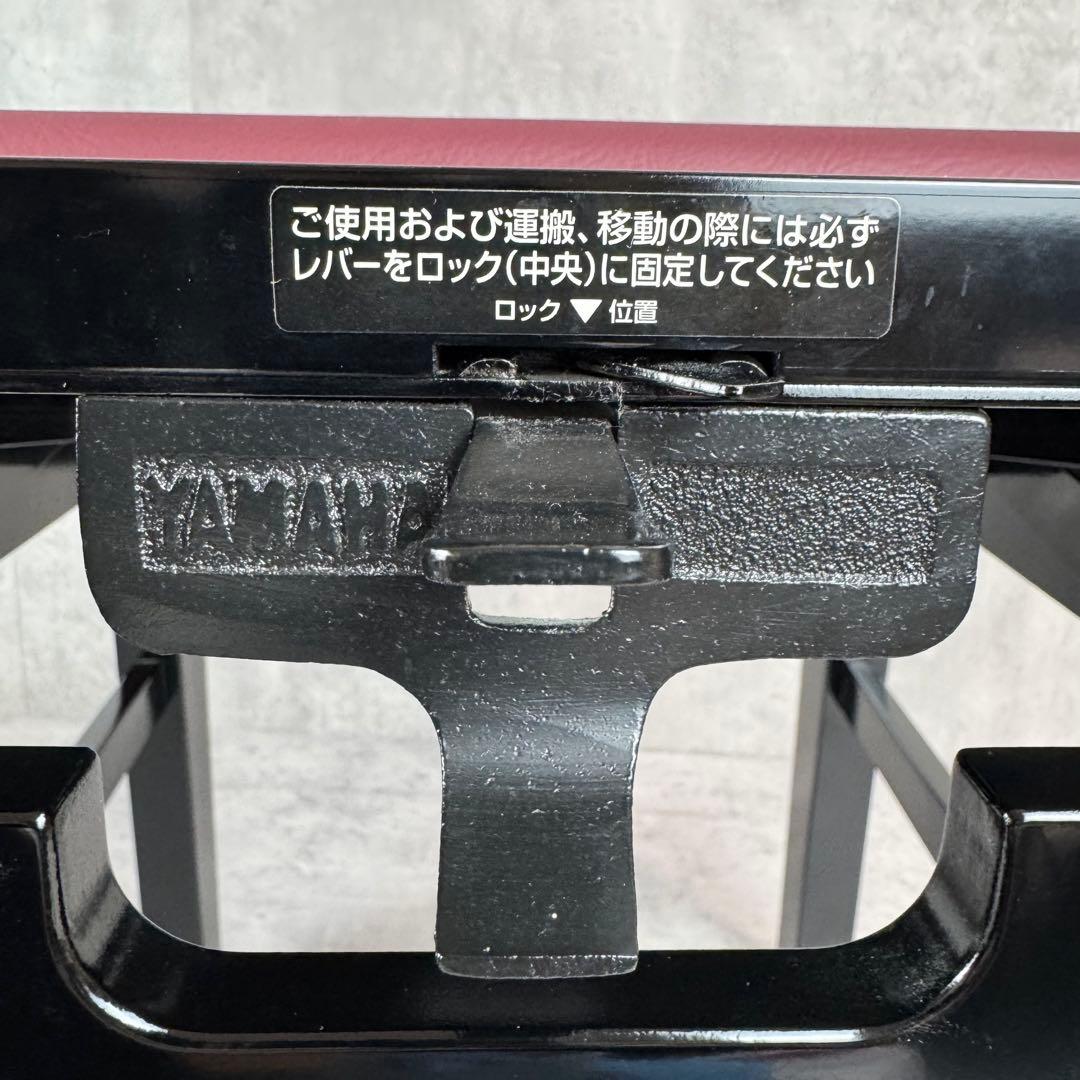 ご使用および運搬、移動の際には必ず
レバーをロック(中央)に固定してください
ロック▼位置
YAMAHA